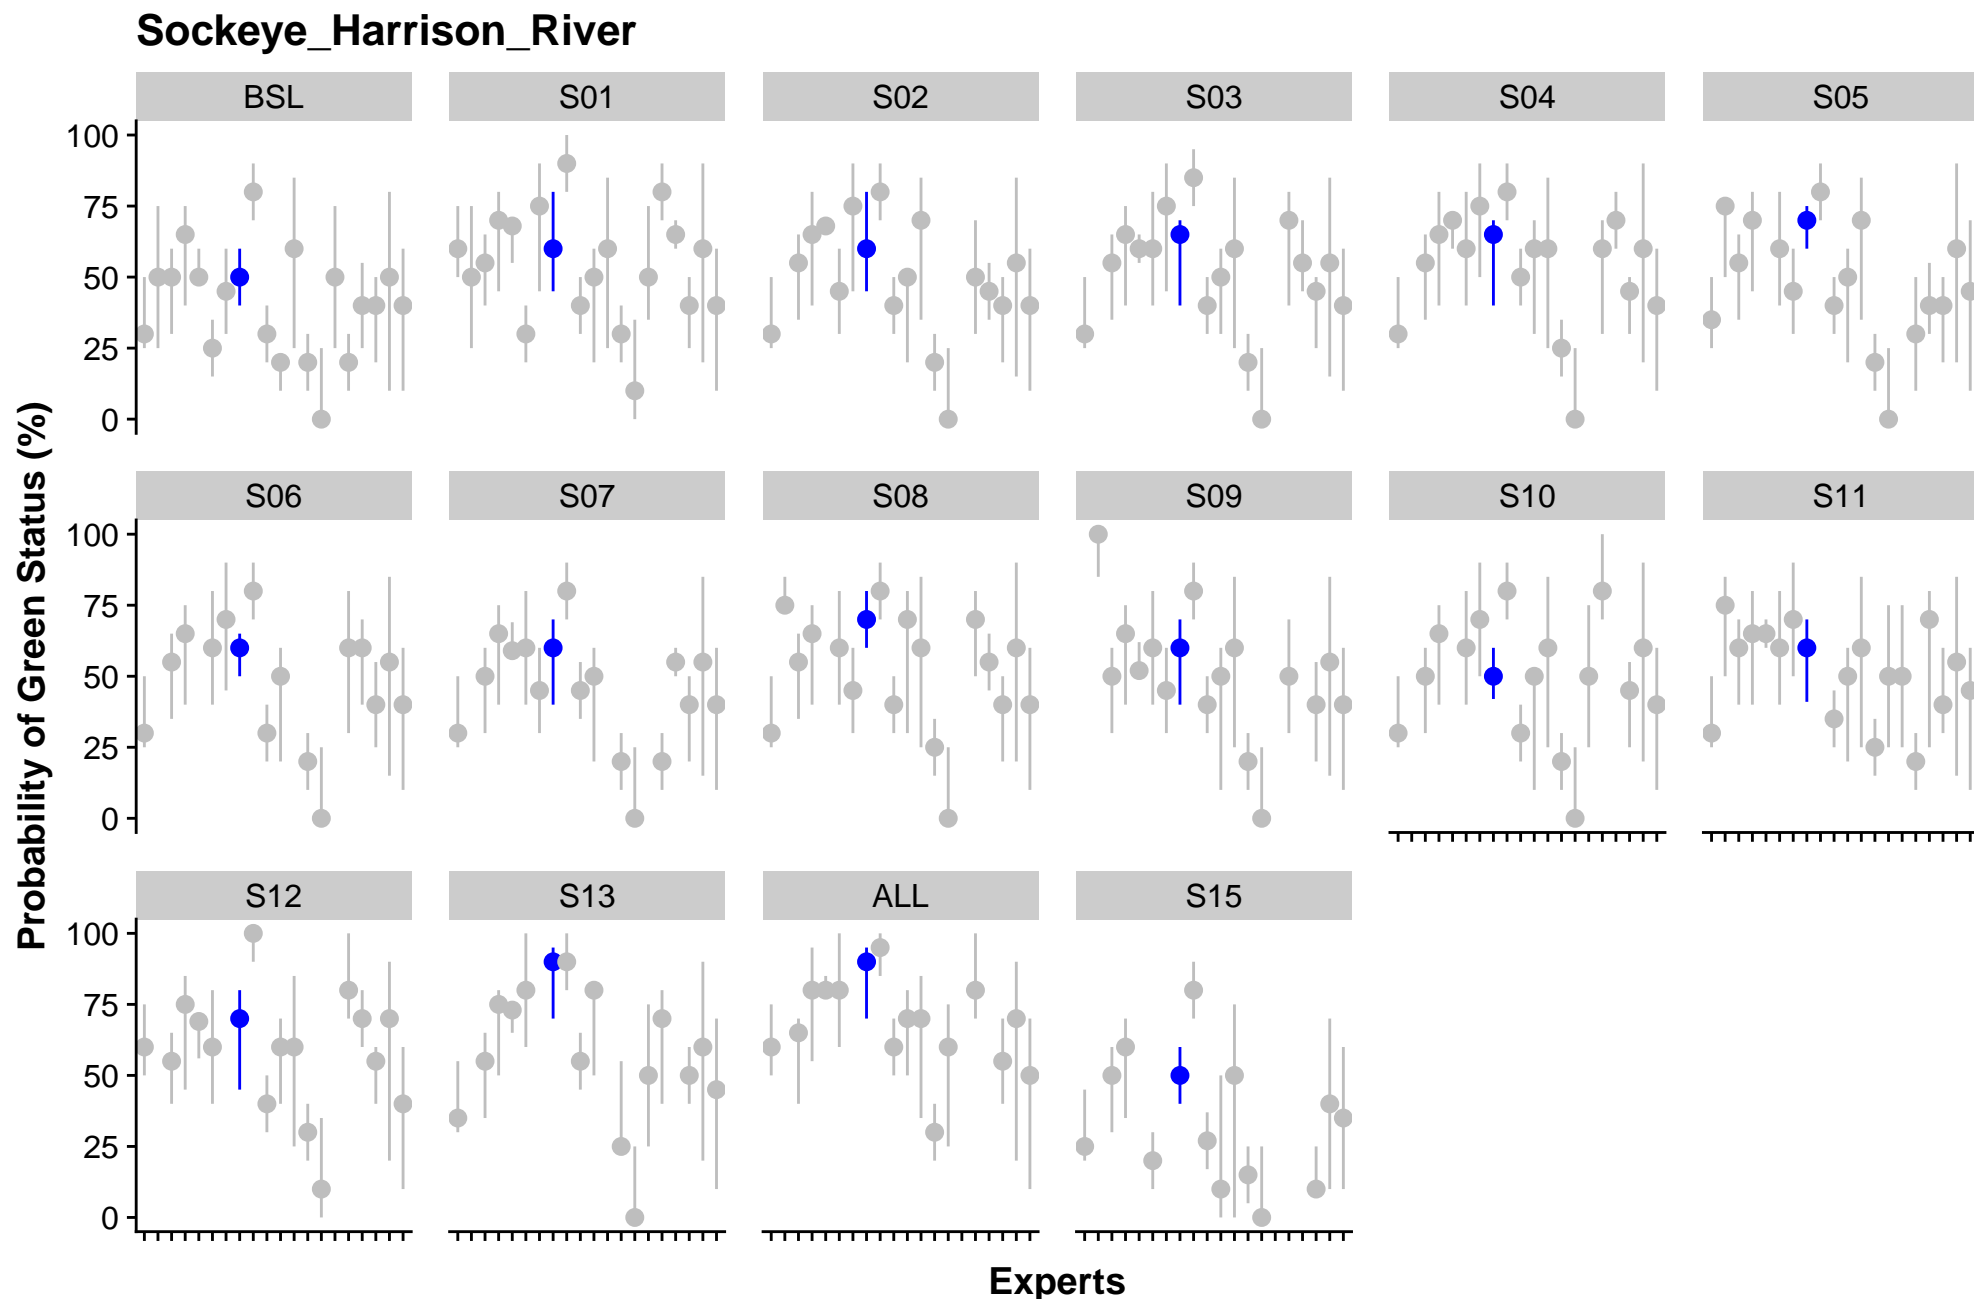 Sockeye_Harrison_River
BSL S01 S02 S03 S04 S05
100
75
50
25
0
S06 S07 S08 S09 S10 S11
100
75
50
25
0
S12 S13 ALL S15
100
75
50
25
0
Probability of Green Status (%)
Experts